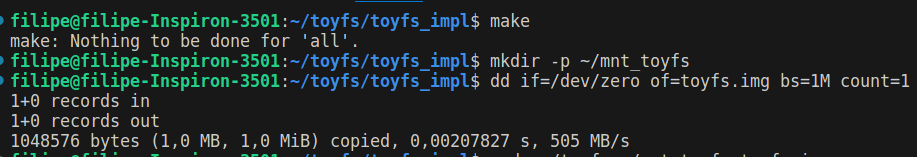 filipe@filipe-Inspiron-3501:~/toyfs/toyfs_impl$ make
make: Nothing to be done for 'all'.
filipe@filipe-Inspiron-3501:~/toyfs/toyfs_impl$ mkdir -p ~/mnt_toyfs
filipe@filipe-Inspiron-3501:~/toyfs/toyfs_impl$ dd if=/dev/zero of=toyfs.img bs=1M count=1
1+0 records in
1+0 records out
1048576 bytes (1,0 MB, 1,0 MiB) copied, 0,00207827 s, 505 MB/s